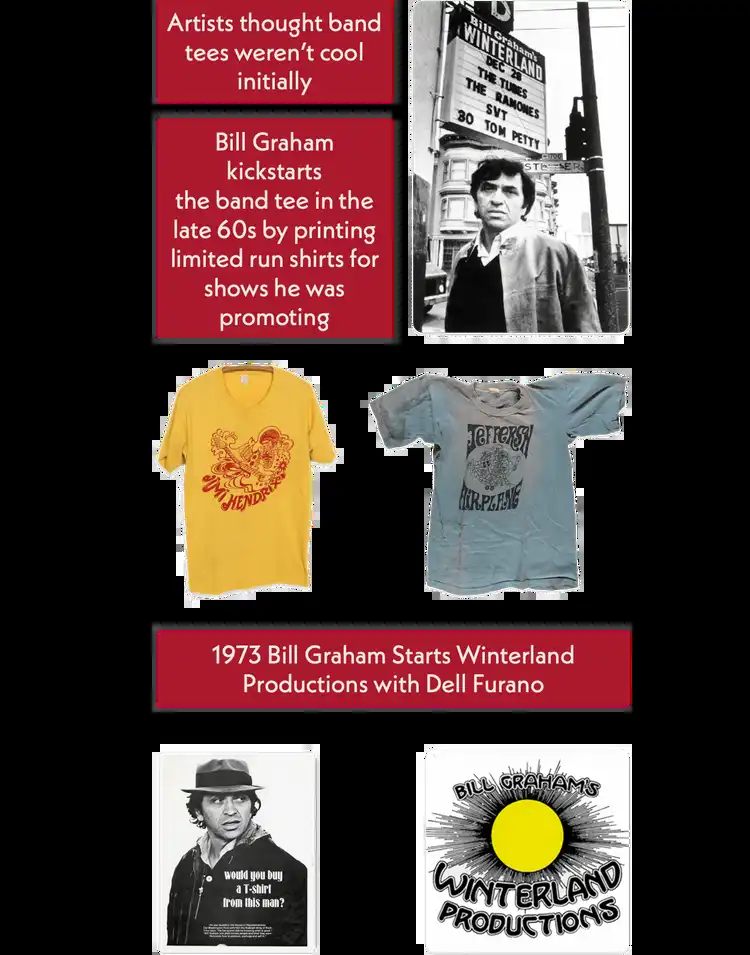 Artists thought band
tees weren't cool
initially
Bill Graham's
WINTERLAND
DEC 28
THE TUBES
THE RAMONES
SVT
30 TOM PETTY
Bill Graham
kickstarts
the band tee in the
late 60s by printing
limited run shirts for
shows he was
promoting
JIMI HENDRIX
JEFFERSON
AIRPLANE
1973 Bill Graham Starts Winterland
Productions with Dell Furano
would you buy
a T-shirt
from this man?
BILL GRAHAM'S
WINTERLAND
PRODUCTIONS